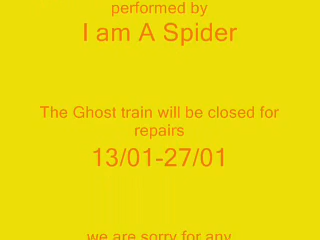 performed by
I am A Spider
The Ghost train will be closed for
repairs
13/01-27/01
we are sorry for any